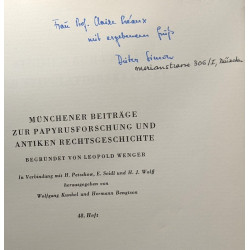 Frau Prof. Claire Préaux
mit ergebenem Gruß
Dieter Simon
MÜNCHENER BEITRÄGE
ZUR PAPYRUSFORSCHUNG UND
ANTIKEN RECHTSGESCHICHTE
BEGRÜNDET VON LEOPOLD WENGER
In Verbindung mit H. Petschow, E. Seidl und H. J. Wolff
herausgegeben von
Wolfgang Kunkel und Hermann Bengtson
48. Heft